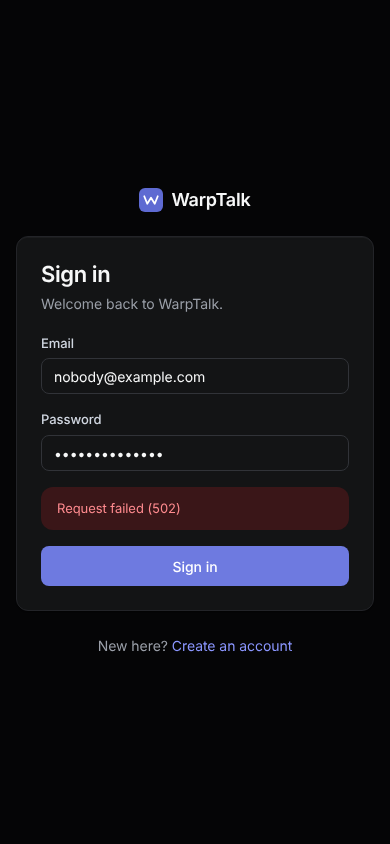 WarpTalk
Sign in
Welcome back to WarpTalk.
Email
nobody@example.com
Password
••••••••••••••
Request failed (502)
Sign in
New here? Create an account